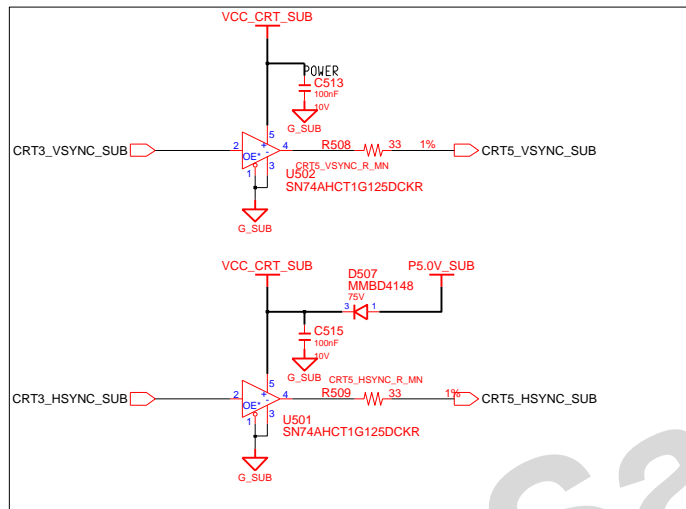 VCC_CRT_SUB
POWER
C513
100nF
10V
G_SUB
5
+
-
CRT3_VSYNC_SUB
2
4
R508
33
1%
CRT5_VSYNC_SUB
OE*
CRT5_VSYNC_R_MN
1
3
U502
SN74AHCT1G125DCKR
G_SUB
VCC_CRT_SUB
D507
P5.0V_SUB
MMBD4148
75V
3
1
C515
100nF
10V
G_SUB
5
+
-
CRT5_HSYNC_R_MN
CRT3_HSYNC_SUB
2
4
R509
33
1%
CRT5_HSYNC_SUB
OE*
1
3
U501
SN74AHCT1G125DCKR
G_SUB